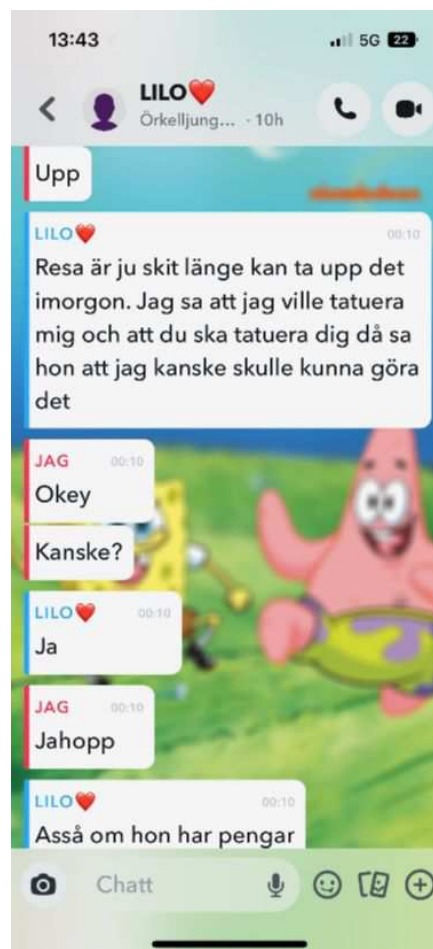 13:43
5G 22
LILO❤️
Örkelljung... · 10h
Upp
nickelodeon
LILO❤️ 00:10
Resa är ju skit länge kan ta upp det
imorgon. Jag sa att jag ville tatuera
mig och att du ska tatuera dig då sa
hon att jag kanske skulle kunna göra
det
JAG 00:10
Okey
Kanske?
LILO❤️ 00:10
Ja
JAG 00:10
Jahopp
LILO❤️ 00:10
Asså om hon har pengar
Chatt